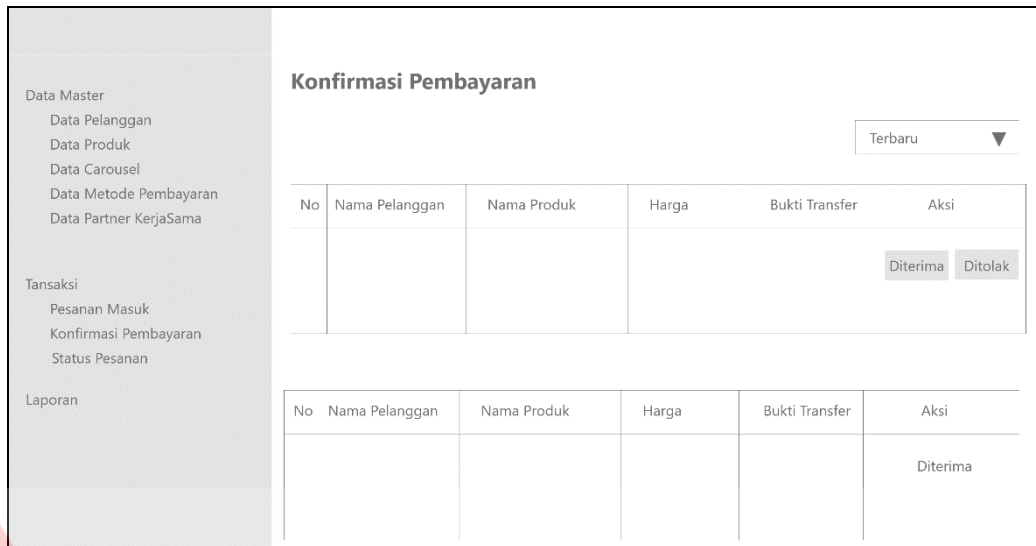 Data Master
Data Pelanggan
Data Produk
Data Carousel
Data Metode Pembayaran
Data Partner KerjaSama
Tansaksi
Pesanan Masuk
Konfirmasi Pembayaran
Status Pesanan
Laporan
Konfirmasi Pembayaran
Terbaru
No Nama Pelanggan Nama Produk Harga Bukti Transfer Aksi
Diterima Ditolak
No Nama Pelanggan Nama Produk Harga Bukti Transfer Aksi
Diterima